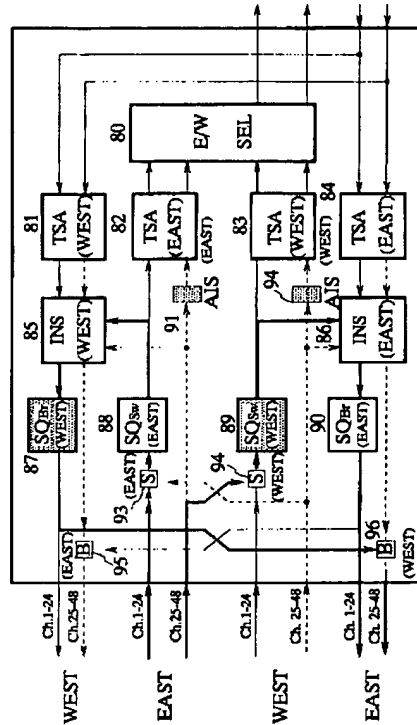 80
E/W
SEL
81
TSA
(WEST)
82
TSA
(EAST)
(EAST)
83
TSA
(WEST)
(WEST)
84
TSA
(EAST)
85
INS
(WEST)
91
AIS
94
AIS
86
INS
(EAST)
87
SQBr
(WEST)
88
SQSw
(EAST)
89
SQSw
(WEST)
90
SQBr
(EAST)
93
S
(EAST)
94
S
(WEST)
(EAST)
B
95
96
B
(WEST)
Ch.1-24
Ch.25-48
Ch.1-24
Ch.25-48
Ch.1-24
Ch.25-48
Ch.1-24
Ch. 25-48
WEST
EAST
WEST
EAST